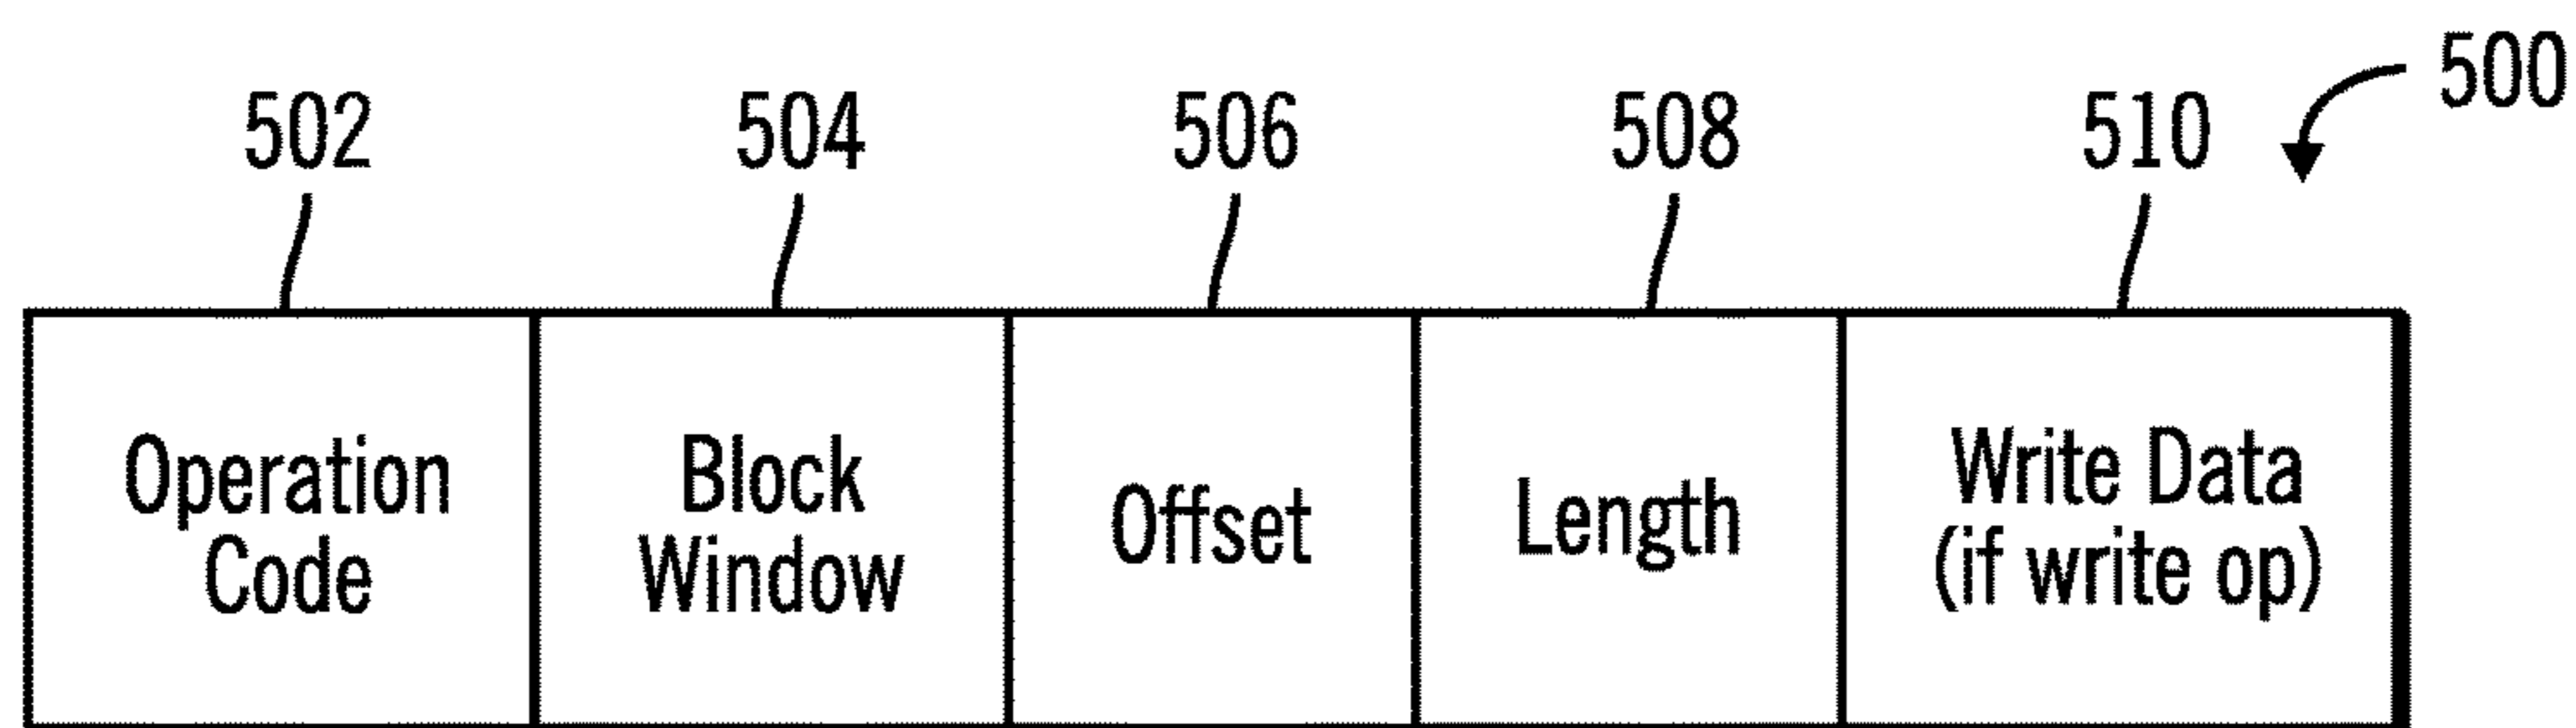 500
502 504 506 508 510
Operation
Code
Block
Window
Offset
Length
Write Data
(if write op)